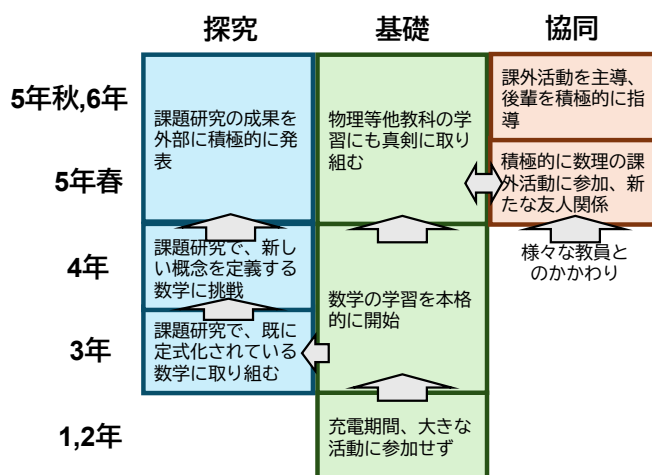 探究
基礎
協同
5年秋,6年
課題研究の成果を
外部に積極的に発
表
物理等他教科の学
習にも真剣に取り
組む
課外活動を主導、
後輩を積極的に指
導
5年春
積極的に数理の課
外活動に参加、新
たな友人関係
4年
課題研究で、新し
い概念を定義する
数学に挑戦
数学の学習を本格
的に開始
様々な教員と
のかかわり
3年
課題研究で、既に
定式化されている
数学に取り組む
1,2年
充電期間、大きな
活動に参加せず